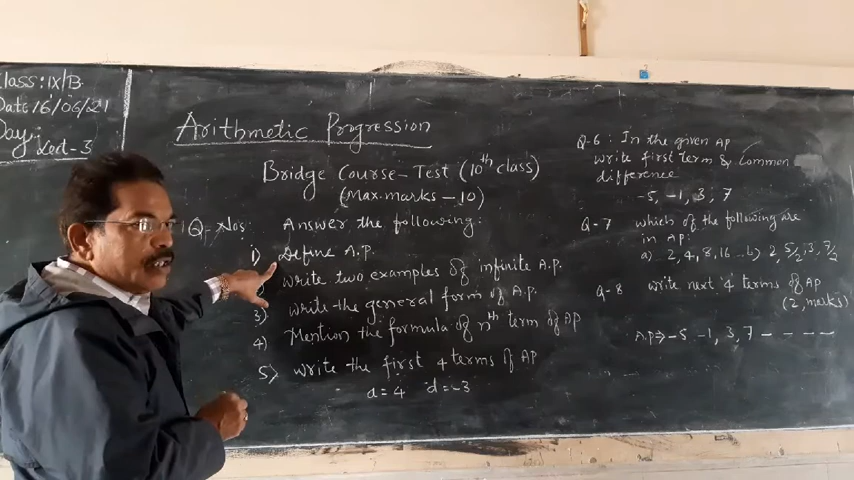 Class: IX/B
Date: 16/06/21
Day:
Lect-3
Arithmetic Progression
Bridge Course - Test (10th class)
(Max. marks - 10)
Q-Nos: Answer the following:
1) Define A.P.
Write two examples of infinite A.P.
3) Write the general form of A.P.
4) Mention the formula of nth term of AP
5) Write the first 4 terms of AP
a = 4 d = -3
Q-6: In the given AP
write first term & Common
difference
-5, -1, 3, 7
Q-7 which of the following are
in AP:
a) 2, 4, 8, 16 -- b) 2, 5/2, 3, 7/2
Q-8 write next 4 terms of AP
(2, marks)
A.P => -5 -1, 3, 7 - - - -